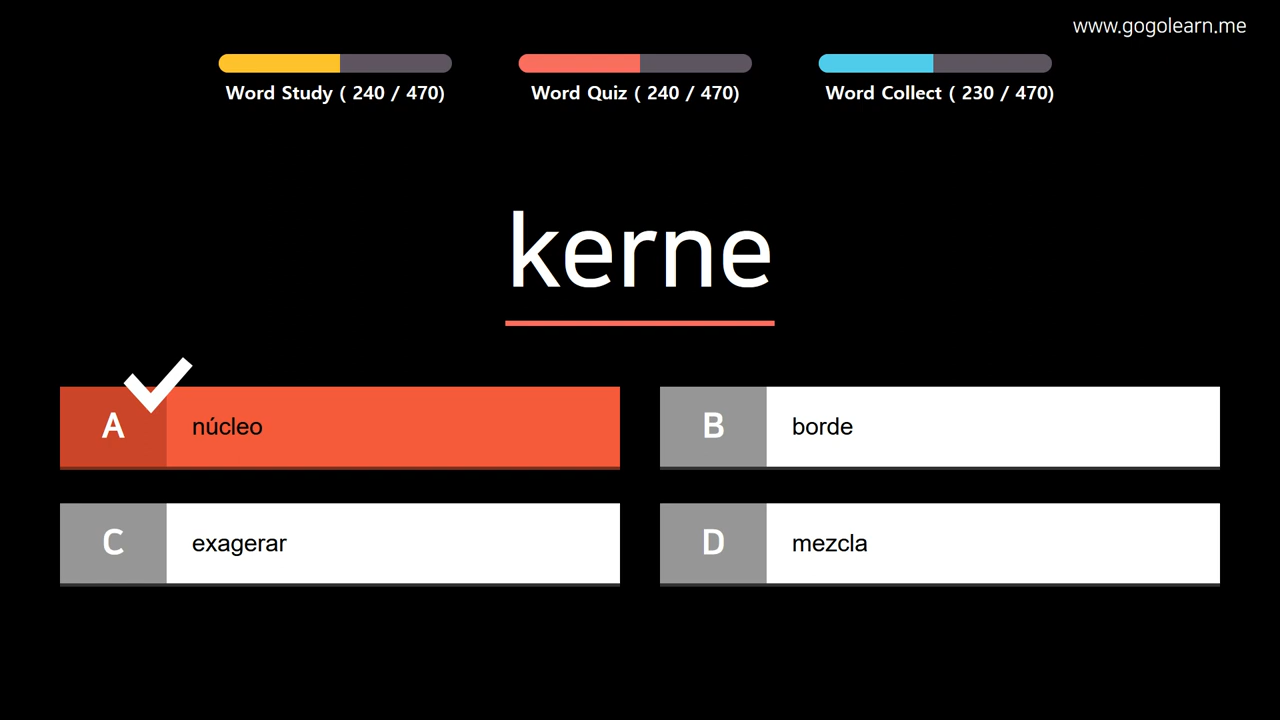 www.gogolearn.me
Word Study ( 240 / 470)
Word Quiz ( 240 / 470)
Word Collect ( 230 / 470)
kerne
A núcleo
B borde
C exagerar
D mezcla